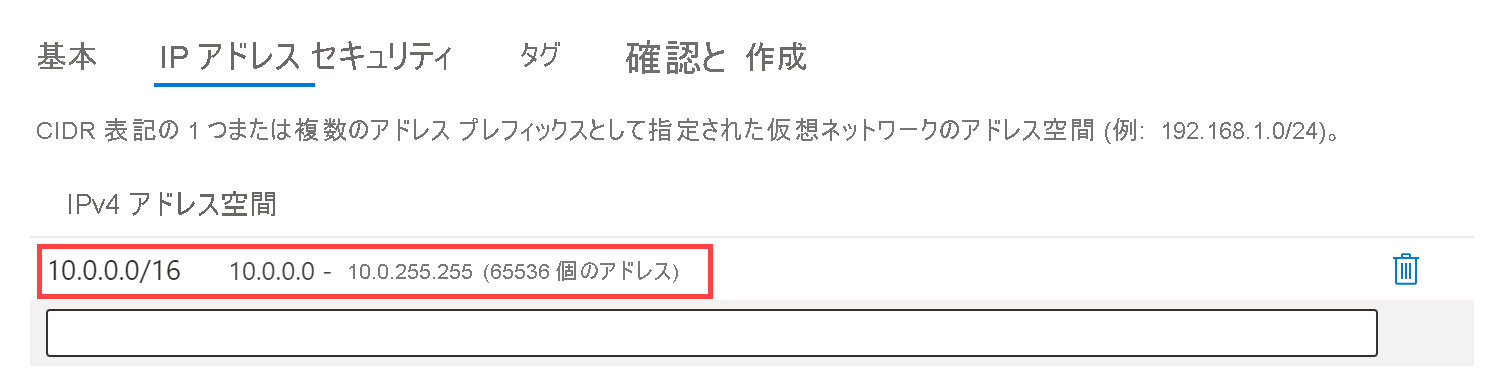 基本 IP アドレス セキュリティ タグ 確認と 作成
CIDR 表記の 1 つまたは複数のアドレス プレフィックスとして指定された仮想ネットワークのアドレス空間 (例: 192.168.1.0/24)。
IPv4 アドレス空間
10.0.0.0/16 10.0.0.0 - 10.0.255.255 (65536 個のアドレス)